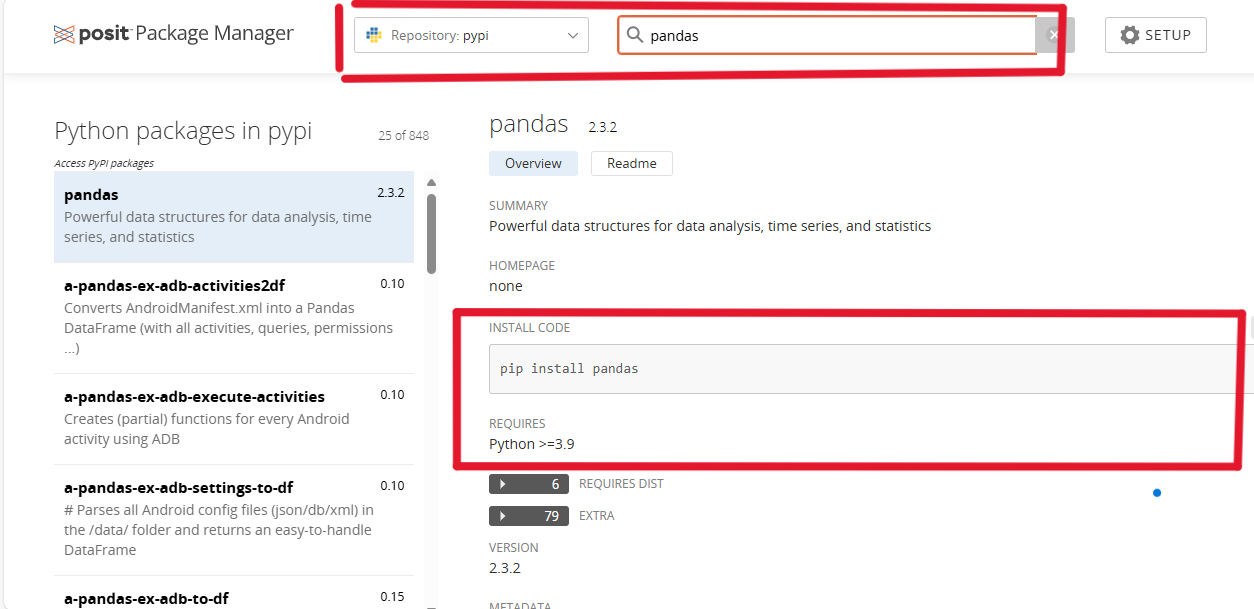 posit Package Manager
Repository: pypi
pandas
SETUP
Python packages in pypi
25 of 848
Access PyPI packages
pandas
2.3.2
Powerful data structures for data analysis, time
series, and statistics
a-pandas-ex-adb-activities2df
0.10
Converts AndroidManifest.xml into a Pandas
DataFrame (with all activities, queries, permissions
...)
a-pandas-ex-adb-execute-activities
0.10
Creates (partial) functions for every Android
activity using ADB
a-pandas-ex-adb-settings-to-df
0.10
# Parses all Android config files (json/db/xml) in
the /data/ folder and returns an easy-to-handle
DataFrame
a-pandas-ex-adb-to-df
0.15
pandas 2.3.2
Overview
Readme
SUMMARY
Powerful data structures for data analysis, time series, and statistics
HOMEPAGE
none
INSTALL CODE
pip install pandas
REQUIRES
Python >=3.9
6 REQUIRES DIST
79 EXTRA
VERSION
2.3.2
METADATA